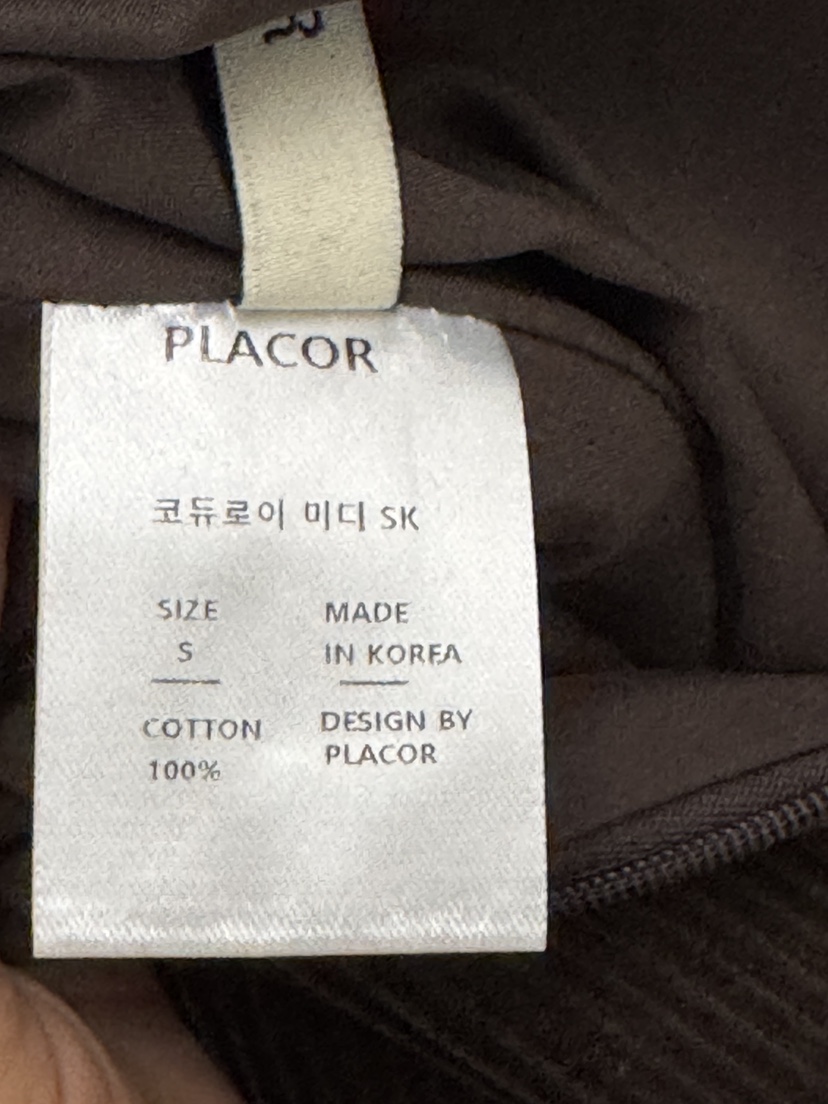 PLACOR
코듀로이 미디 SK
SIZE
S
MADE
IN KOREA
COTTON
100%
DESIGN BY
PLACOR